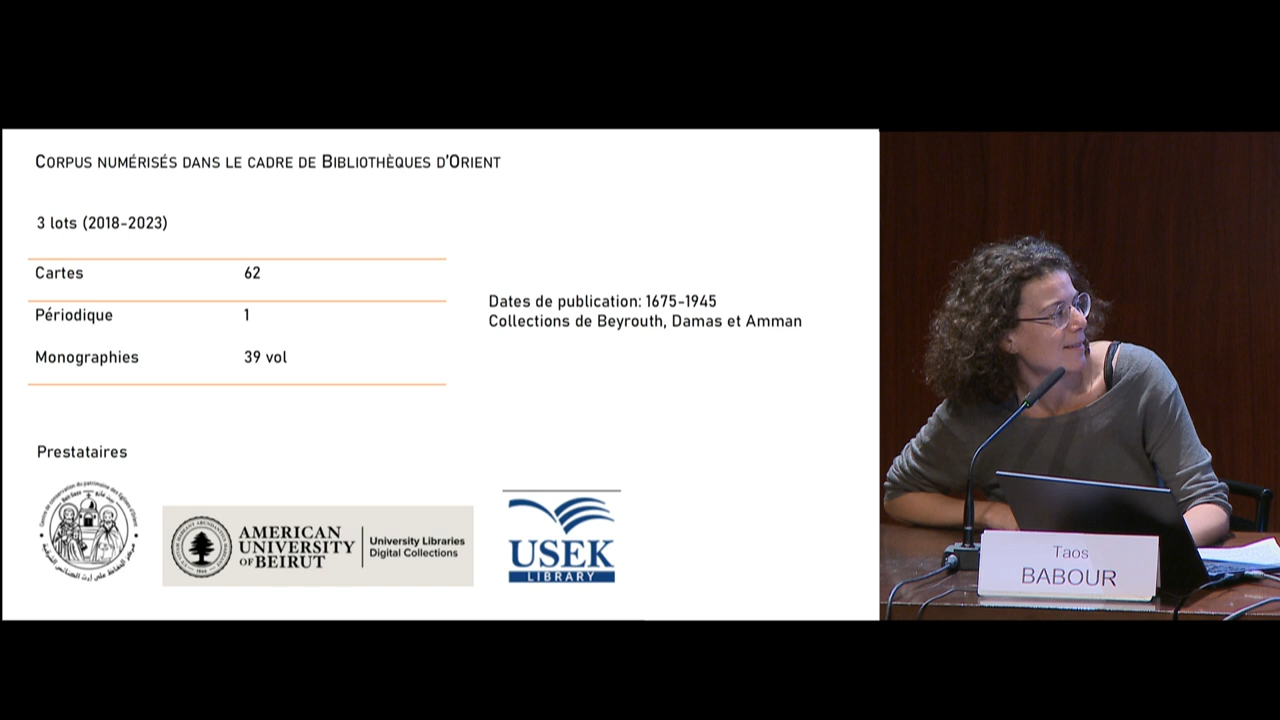 CORPUS NUMÉRISÉS DANS LE CADRE DE BIBLIOTHÈQUES D'ORIENT
3 lots (2018-2023)
Cartes 62
Périodique 1
Monographies 39 vol
Dates de publication: 1675-1945
Collections de Beyrouth, Damas et Amman
Prestataires
AMERICAN
UNIVERSITY
OF BEIRUT
University Libraries
Digital Collections
USEK
LIBRARY
Taos
BABOUR